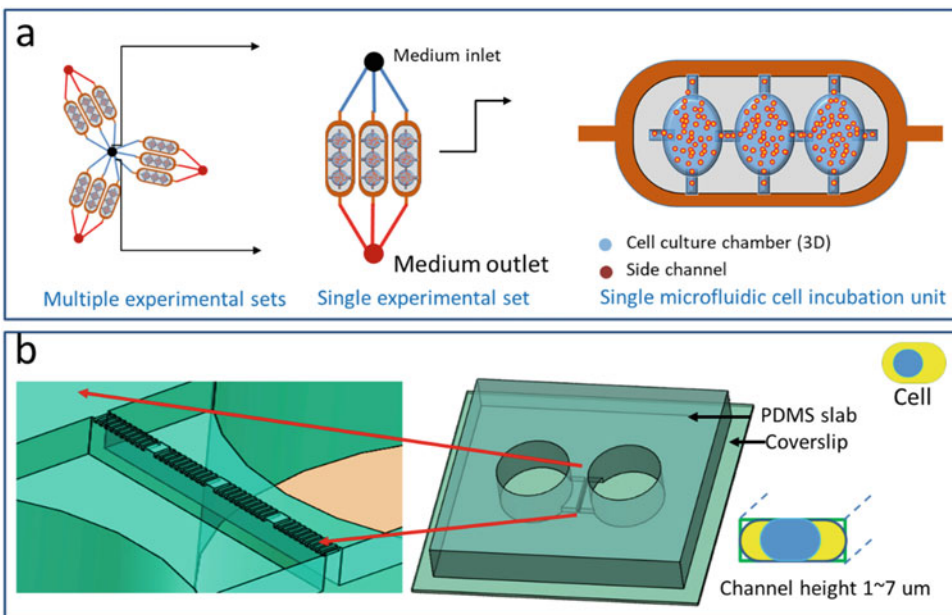 a
Medium inlet
Medium outlet
Cell culture chamber (3D)
Side channel
Multiple experimental sets
Single experimental set
Single microfluidic cell incubation unit
b
Cell
PDMS slab
Coverslip
Channel height 1~7 um